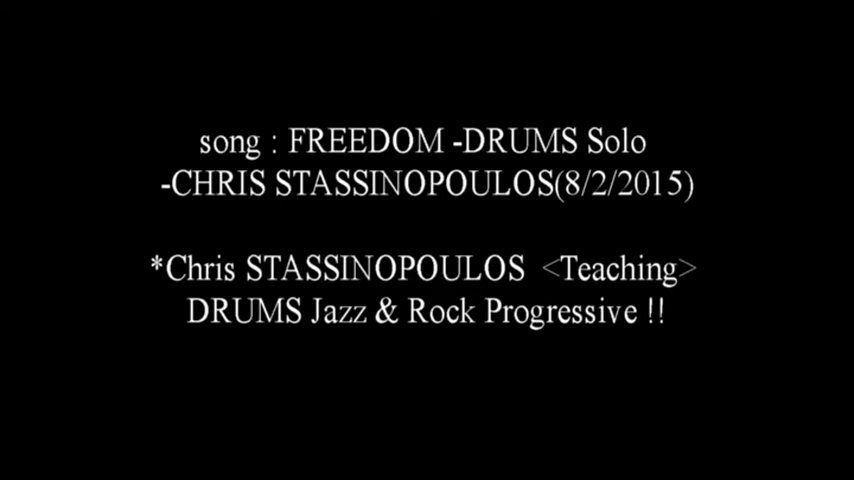 song : FREEDOM -DRUMS Solo
-CHRIS STASSINOPOULOS(8/2/2015)
*Chris STASSINOPOULOS <Teaching>
DRUMS Jazz & Rock Progressive !!